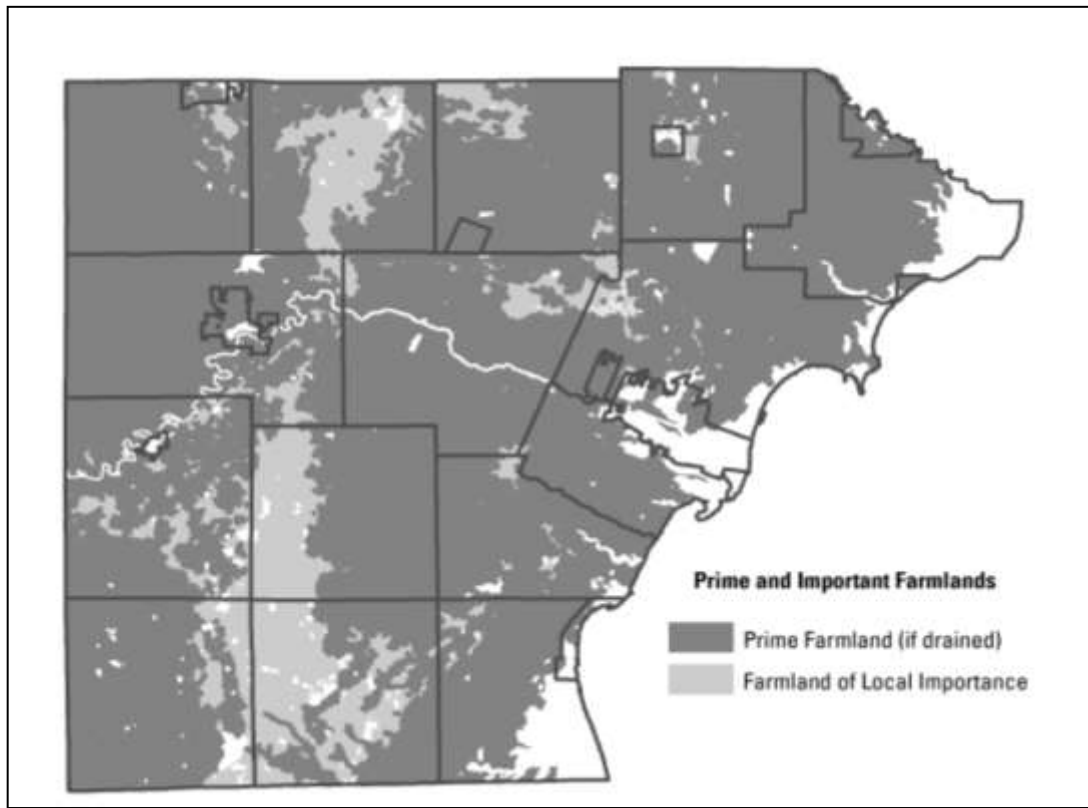 Prime and Important Farmlands
Prime Farmland (if drained)
Farmland of Local Importance